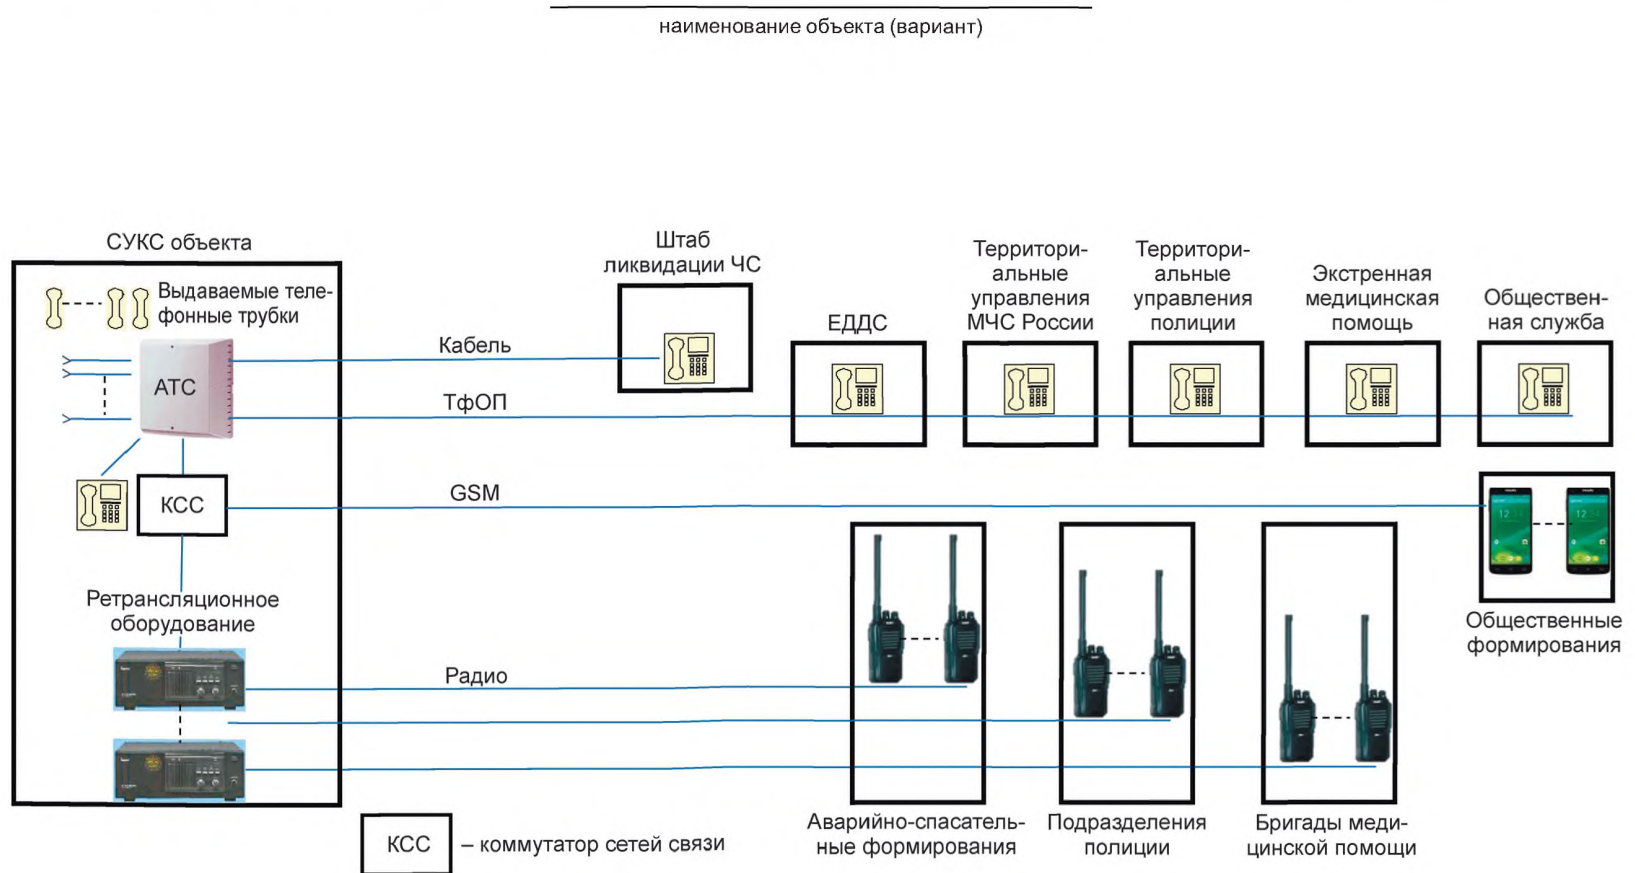 наименование объекта (вариант)
СУКС объекта
Выдаваемые теле-
фонные трубки
АТС
КСС
Ретрансляционное
оборудование
Кабель
ТфОП
GSM
Радио
Штаб
ликвидации ЧС
ЕДДС
Территори-
альные
управления
МЧС России
Территори-
альные
управления
полиции
Экстренная
медицинская
помощь
Обществен-
ная служба
Общественные
формирования
Аварийно-спасатель-
ные формирования
Подразделения
полиции
Бригады меди-
цинской помощи
КСС – коммутатор сетей связи